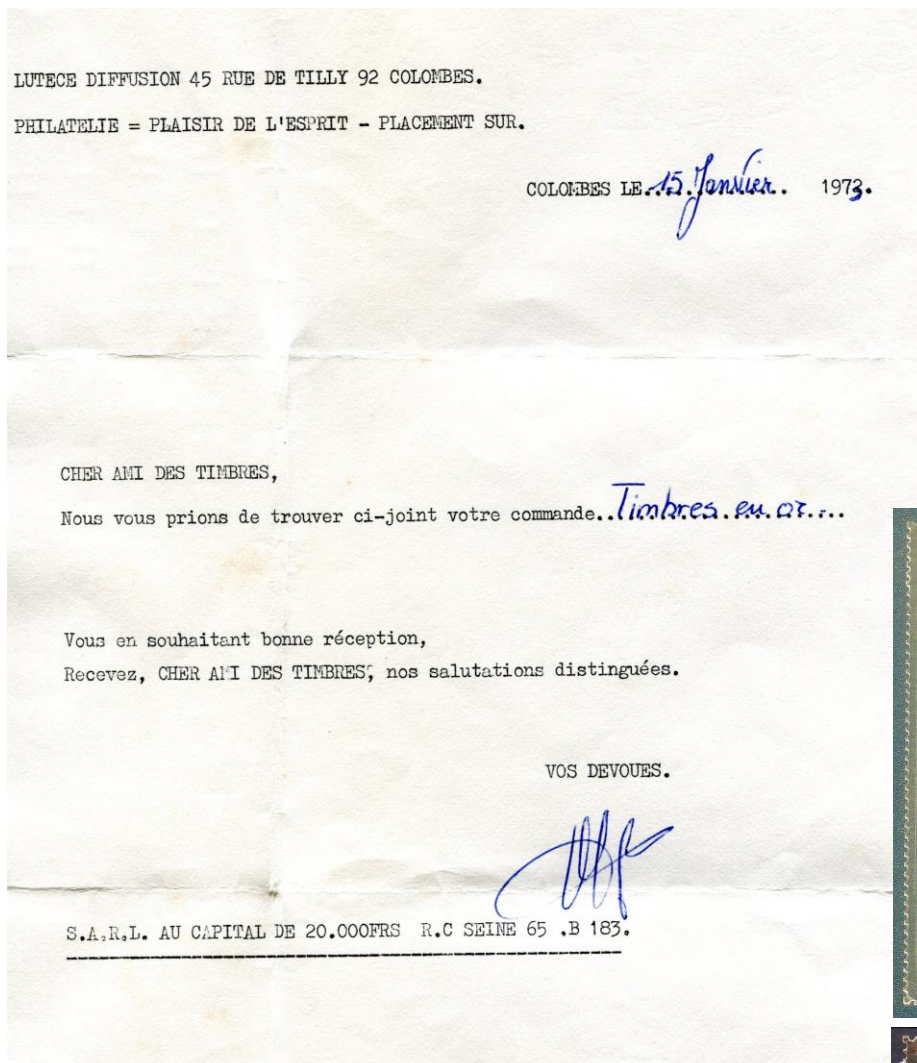 LUTECE DIFFUSION 45 RUE DE TILLY 92 COLOMBES.
PHILATELIE = PLAISIR DE L'ESPRIT - PLACEMENT SUR.
COLOMBES LE..15.Janvier.. 1973.
CHER AMI DES TIMBRES,
Nous vous prions de trouver ci-joint votre commande..Timbres.en.or....
Vous en souhaitant bonne réception,
Recevez, CHER AMI DES TIMBRES, nos salutations distinguées.
VOS DEVOUES.
S.A.R.L. AU CAPITAL DE 20.000FRS R.C SEINE 65 .B 183.